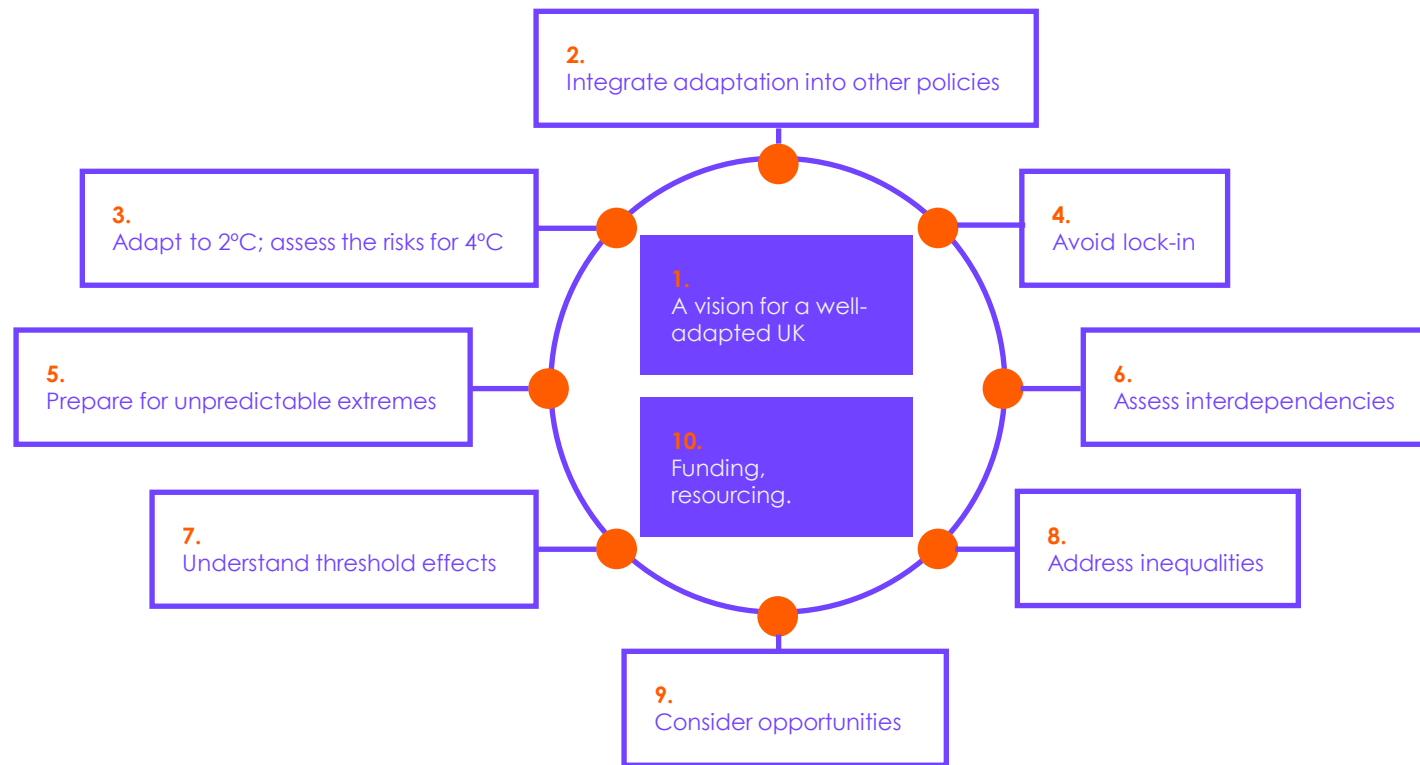 2.
Integrate adaptation into other policies
3.
Adapt to 2°C; assess the risks for 4°C
4.
Avoid lock-in
1.
A vision for a well-
adapted UK
5.
Prepare for unpredictable extremes
6.
Assess interdependencies
10.
Funding,
resourcing.
7.
Understand threshold effects
8.
Address inequalities
9.
Consider opportunities